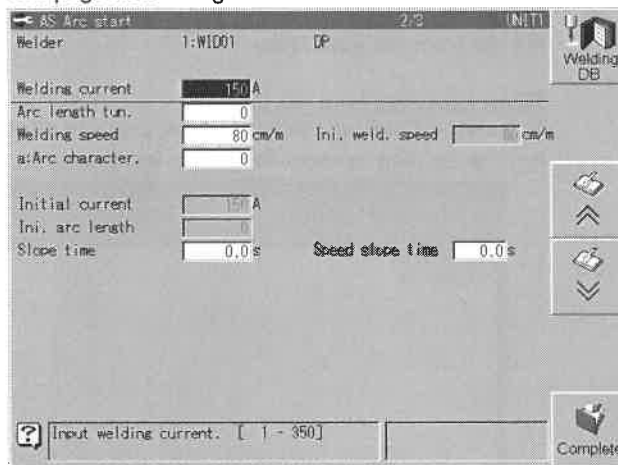 AS Arc start 2/3 (UNIT1
Welding DB
Welder 1:WID01 DP
Welding current 150 A
Arc length tun. 0
Welding speed 80 cm/m Ini. weld. speed cm/m
a:Arc character. 0
Initial current 150 A
Ini. arc length 0
Slope time 0.0 s Speed slope time 0.0 s
Input welding current. [ 1 - 350]
Complete